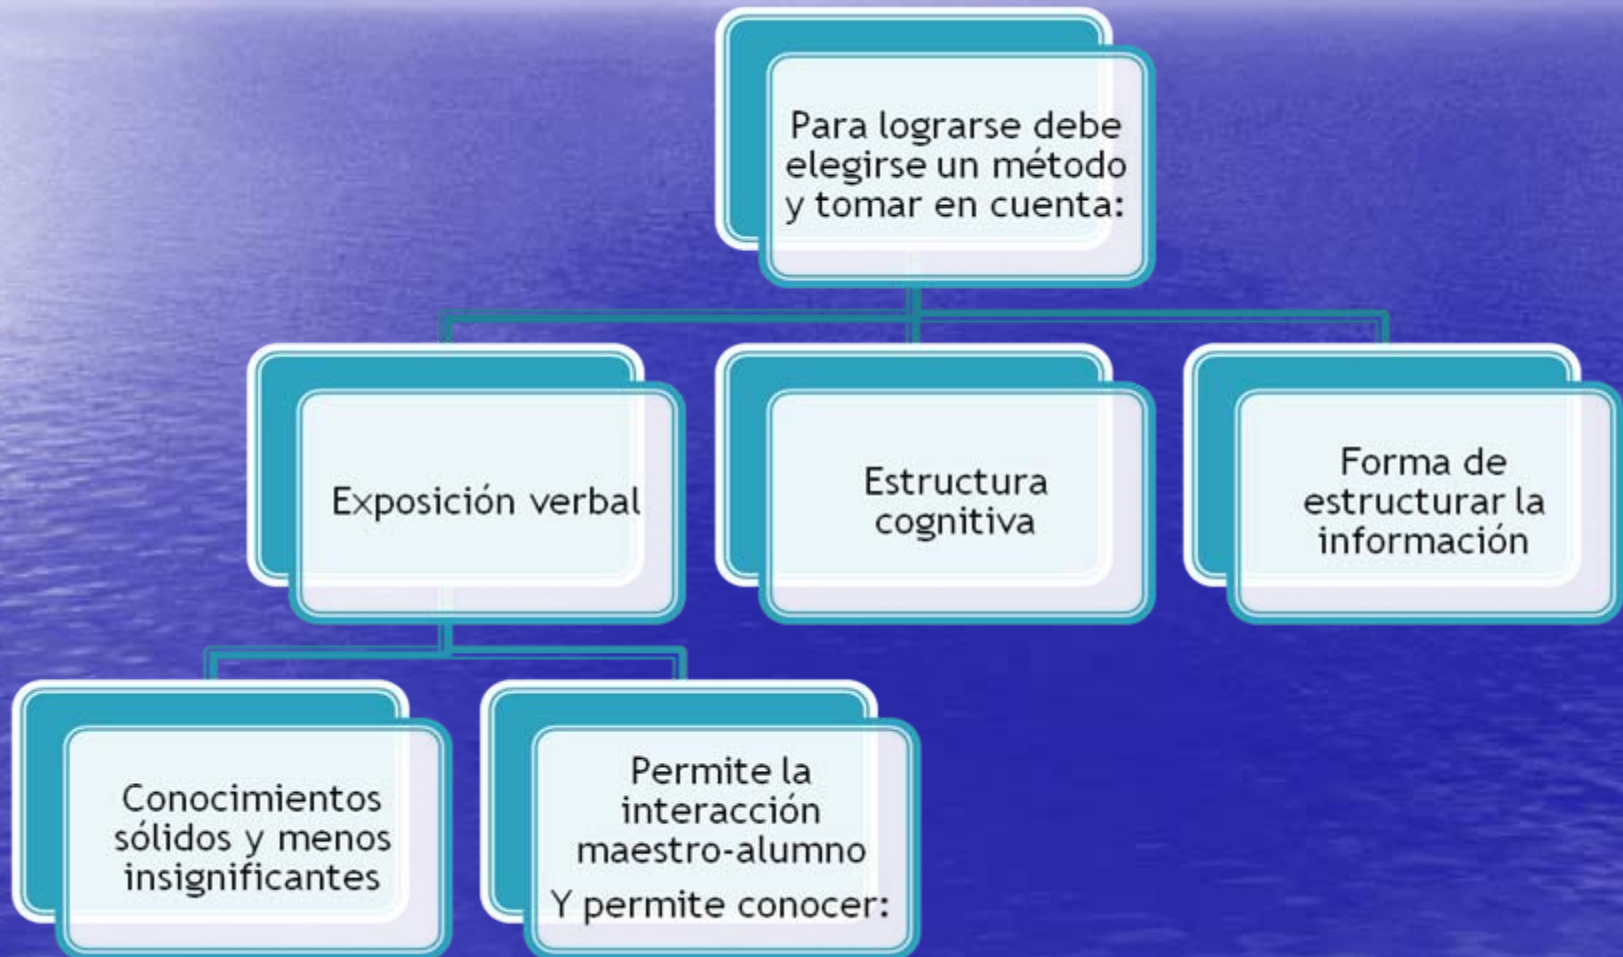 Para lograrse debe
elegirse un método
y tomar en cuenta:
Exposición verbal
Estructura
cognitiva
Forma de
estructurar la
información
Conocimientos
sólidos y menos
insignificantes
Permite la
interacción
maestro-alumno
Y permite conocer: